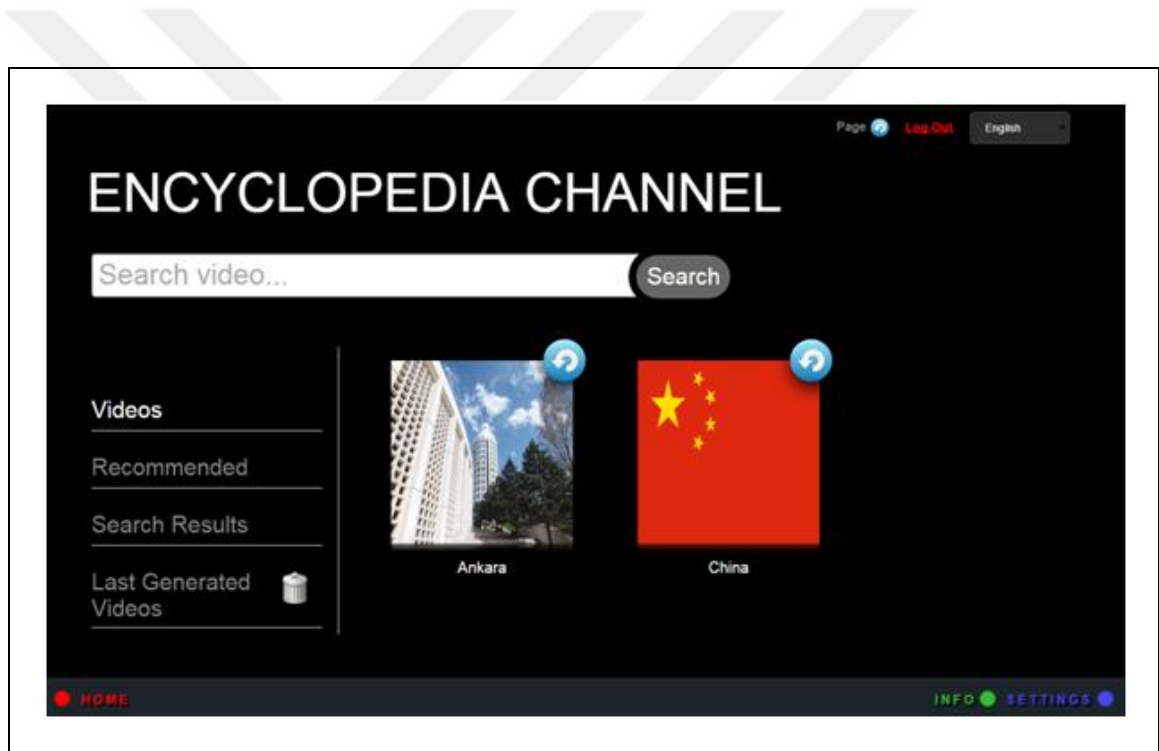 Page Log Out English
ENCYCLOPEDIA CHANNEL
Search video... Search
Videos
Recommended
Search Results
Last Generated
Videos
Ankara China
HOME INFO SETTINGS